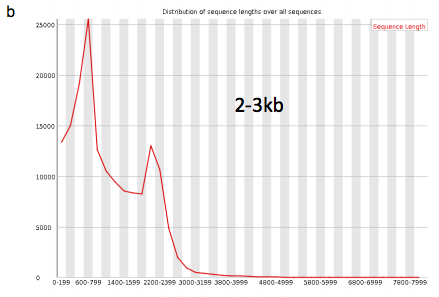 b
Distribution of sequence lengths over all sequences
Sequence Length
2-3kb
25000
20000
15000
10000
5000
0
0-199 600-799 1400-1599 2200-2399 3000-3199 3800-3999 4800-4999 5800-5999 6800-6999 7800-7999